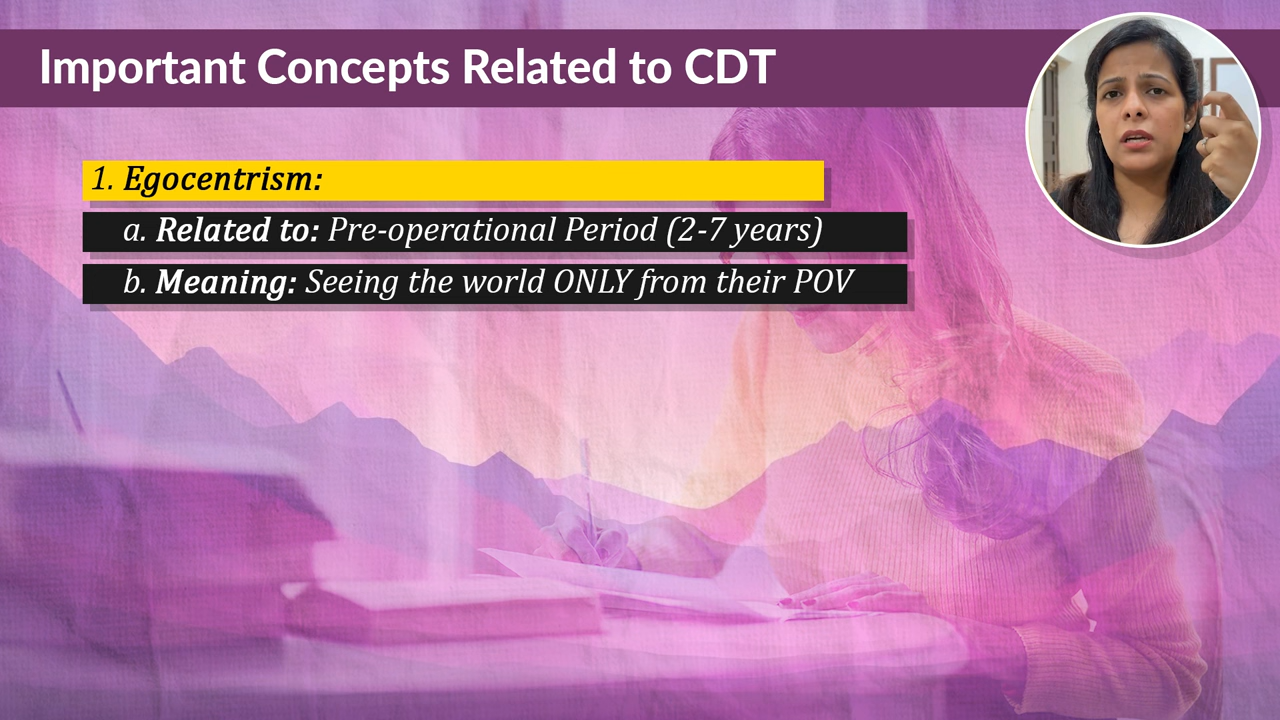 Important Concepts Related to CDT
1. Egocentrism:
a. Related to: Pre-operational Period (2-7 years)
b. Meaning: Seeing the world ONLY from their POV